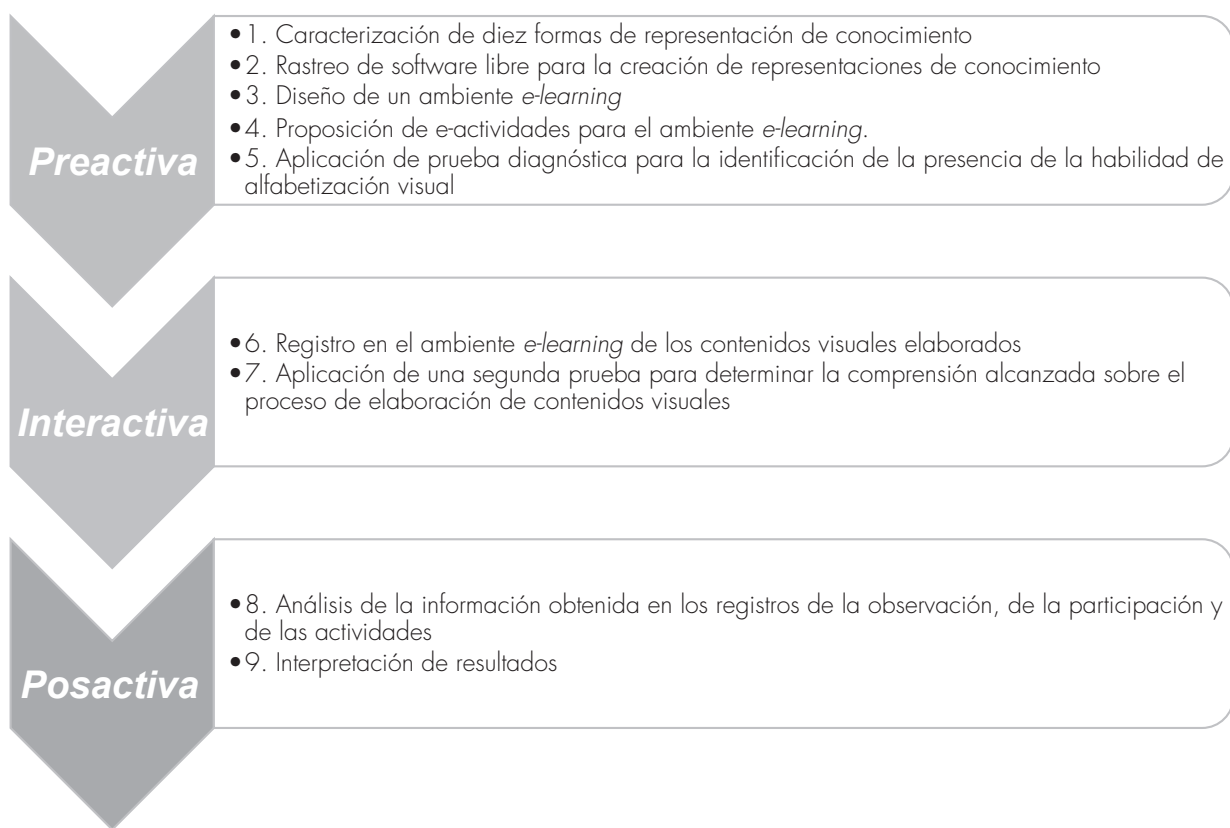 Preactiva
•1. Caracterización de diez formas de representación de conocimiento
•2. Rastreo de software libre para la creación de representaciones de conocimiento
•3. Diseño de un ambiente e-learning
•4. Proposición de e-actividades para el ambiente e-learning.
•5. Aplicación de prueba diagnóstica para la identificación de la presencia de la habilidad de
alfabetización visual
Interactiva
•6. Registro en el ambiente e-learning de los contenidos visuales elaborados
•7. Aplicación de una segunda prueba para determinar la comprensión alcanzada sobre el
proceso de elaboración de contenidos visuales
Posactiva
•8. Análisis de la información obtenida en los registros de la observación, de la participación y
de las actividades
•9. Interpretación de resultados